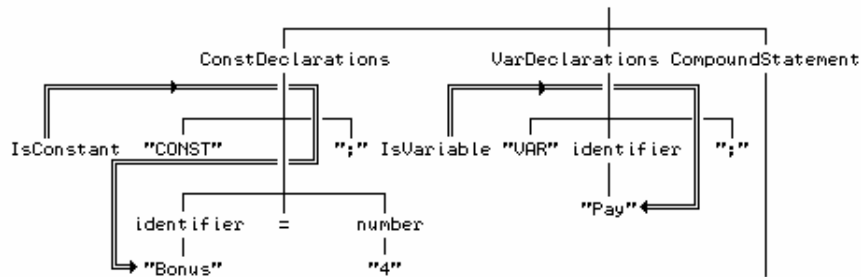 ConstDeclarations VarDeclarations CompoundStatement
IsConstant "CONST" ";" IsVariable "VAR" identifier ";"
"Pay"
identifier = number
"Bonus" "4"